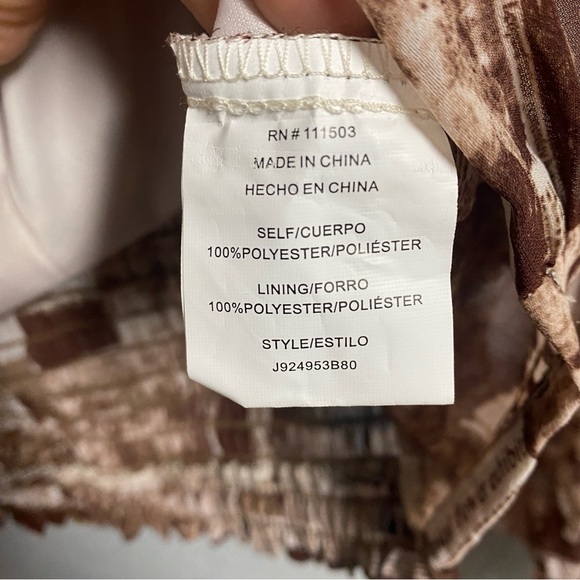 RN # 111503
MADE IN CHINA
HECHO EN CHINA
SELF/CUERPO
100%POLYESTER/POLIÉSTER
LINING/FORRO
100%POLYESTER/POLIÉSTER
STYLE/ESTILO
J924953B80